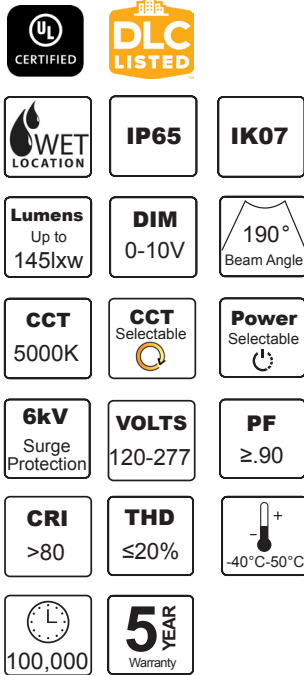 UL
CERTIFIED
DLC
LISTED
WET
LOCATION
IP65
IK07
Lumens
Up to
145lxw
DIM
0-10V
190°
Beam Angle
CCT
5000K
CCT
Selectable
Power
Selectable
6kV
Surge
Protection
VOLTS
120-277
PF
≥.90
CRI
>80
THD
≤20%
+
-
-40°C-50°C
100,000
5 YEAR
Warranty